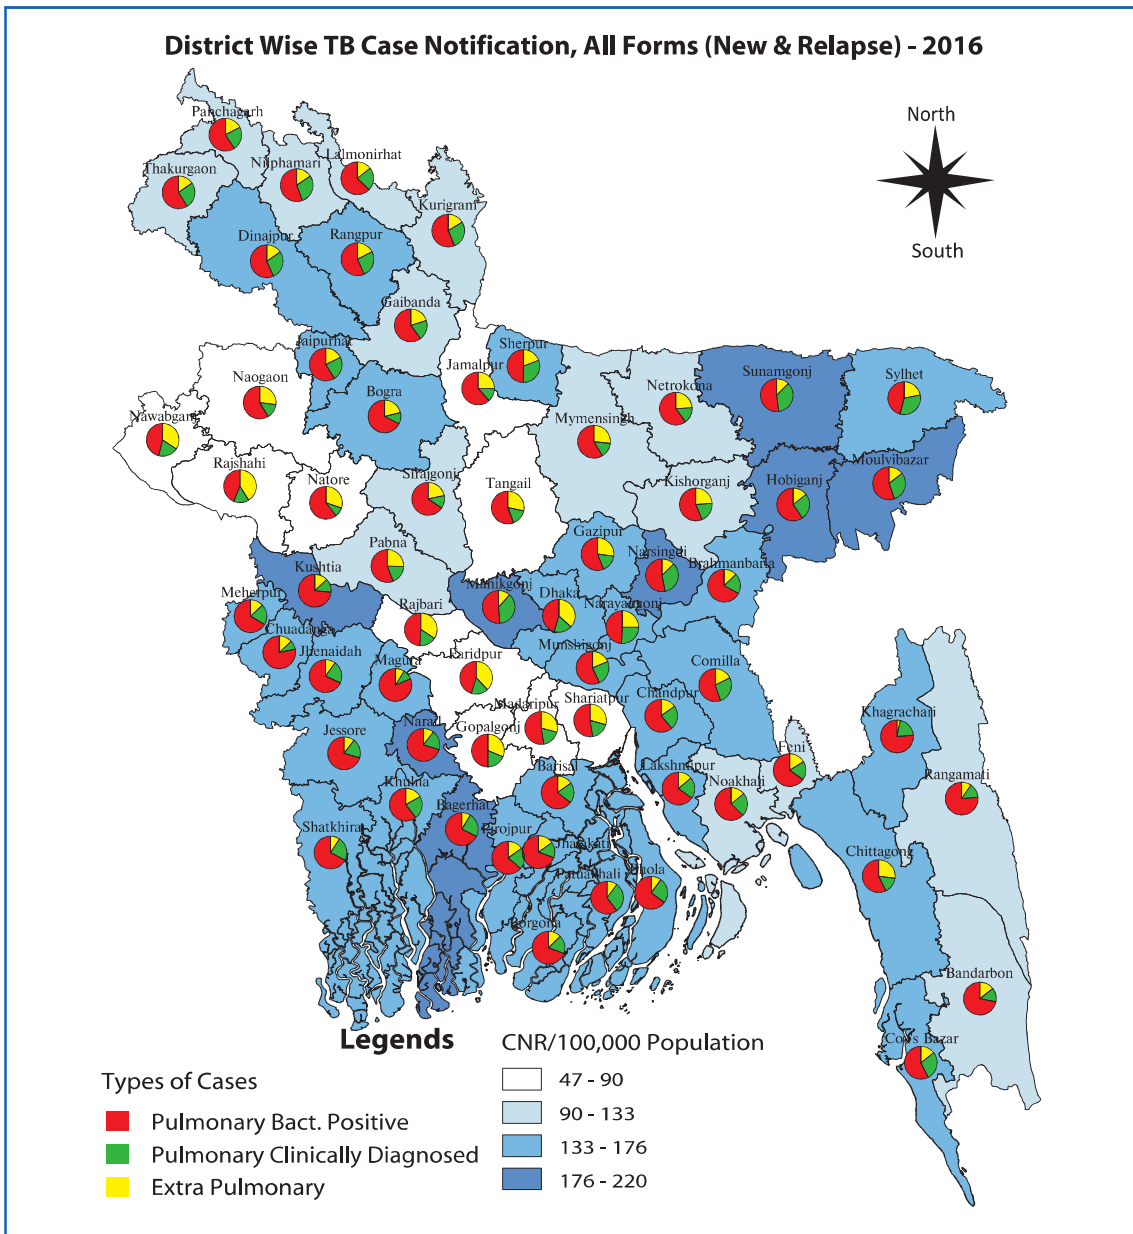 District Wise TB Case Notification, All Forms (New & Relapse) - 2016
North
South
Panchagarh
Thakurgaon
Nilphamari
Lalmonirhat
Kurigram
Dinajpur
Rangpur
Gaibanda
Jaipurhat
Sherpur
Jamalpur
Naogaon
Bogra
Netrokona
Sunamgonj
Sylhet
Nawabganj
Mymensingh
Rajshahi
Natore
Sirajgonj
Tangail
Kishorganj
Hobiganj
Moulvibazar
Pabna
Gazipur
Narsingdi
Brahmanbaria
Kushtia
Manikgonj
Dhaka
Narayangonj
Meherpur
Rajbari
Chuadanga
Jhenaidah
Magura
Faridpur
Munshigonj
Comilla
Madaripur
Shariatpur
Chandpur
Khagrachari
Jessore
Narail
Gopalgonj
Feni
Khulna
Barisal
Lakshmipur
Noakhali
Rangamati
Bagerhat
Shatkhira
Pirojpur
Jhalokati
Patuakhali
Bhola
Chittagong
Borgona
Bandarbon
Cox's Bazar
Legends
Types of Cases
Pulmonary Bact. Positive
Pulmonary Clinically Diagnosed
Extra Pulmonary
CNR/100,000 Population
47 - 90
90 - 133
133 - 176
176 - 220